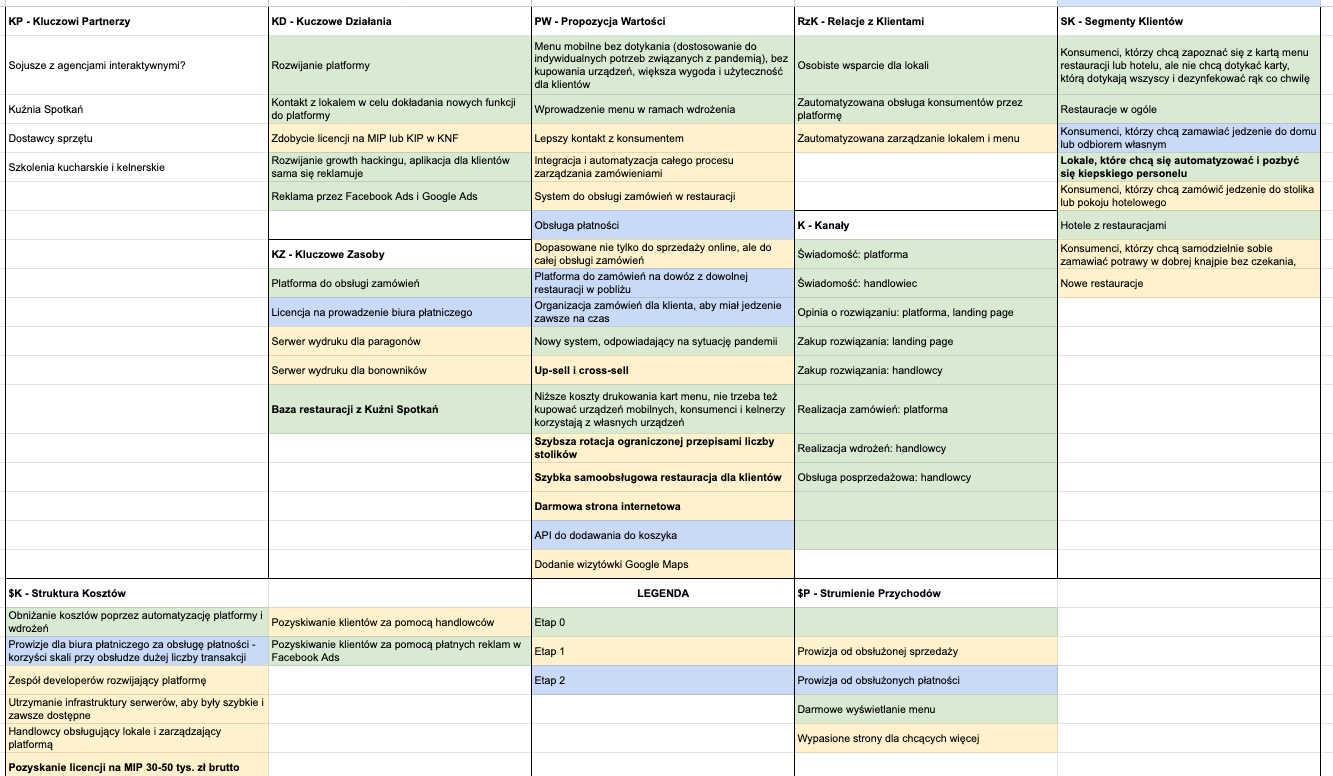 KP - Kluczowi Partnerzy
Sojusze z agencjami interaktywnymi?
Kuźnia Spotkań
Dostawcy sprzętu
Szkolenia kucharskie i kelnerskie
KD - Kuczowe Działania
Rozwijanie platformy
Kontakt z lokalem w celu dokładania nowych funkcji
do platformy
Zdobycie licencji na MIP lub KIP w KNF
Rozwijanie growth hackingu, aplikacja dla klientów
sama się reklamuje
Reklama przez Facebook Ads i Google Ads
KZ - Kluczowe Zasoby
Platforma do obsługi zamówień
Licencja na prowadzenie biura płatniczego
Serwer wydruku dla paragonów
Serwer wydruku dla bonowników
Baza restauracji z Kuźni Spotkań
PW - Propozycja Wartości
Menu mobilne bez dotykania (dostosowanie do
indywidualnych potrzeb związanych z pandemią), bez
kupowania urządzeń, większa wygoda i użyteczność
dla klientów
Wprowadzenie menu w ramach wdrożenia
Lepszy kontakt z konsumentem
Integracja i automatyzacja całego procesu
zarządzania zamówieniami
System do obsługi zamówień w restauracji
Obsługa płatności
Dopasowane nie tylko do sprzedaży online, ale do
całej obsługi zamówień
Platforma do zamówień na dowóz z dowolnej
restauracji w pobliżu
Organizacja zamówień dla klienta, aby miał jedzenie
zawsze na czas
Nowy system, odpowiadający na sytuację pandemii
Up-sell i cross-sell
Niższe koszty drukowania kart menu, nie trzeba też
kupować urządzeń mobilnych, konsumenci i kelnerzy
korzystają z własnych urządzeń
Szybsza rotacja ograniczonej przepisami liczby
stolików
Szybka samoobsługowa restauracja dla klientów
Darmowa strona internetowa
API do dodawania do koszyka
Dodanie wizytówki Google Maps
RzK - Relacje z Klientami
Osobiste wsparcie dla lokali
Zautomatyzowana obsługa konsumentów przez
platformę
Zautomatyzowana zarządzanie lokalem i menu
K - Kanały
Świadomość: platforma
Świadomość: handlowiec
Opinia o rozwiązaniu: platforma, landing page
Zakup rozwiązania: landing page
Zakup rozwiązania: handlowcy
Realizacja zamówień: platforma
Realizacja wdrożeń: handlowcy
Obsługa posprzedażowa: handlowcy
SK - Segmenty Klientów
Konsumenci, którzy chcą zapoznać się z kartą menu
restauracji lub hotelu, ale nie chcą dotykać karty,
którą dotykają wszyscy i dezynfekować rąk co chwilę
Restauracje w ogóle
Konsumenci, którzy chcą zamawiać jedzenie do domu
lub odbiorem własnym
Lokale, które chcą się automatyzować i pozbyć
się kiepskiego personelu
Konsumenci, którzy chcą zamówić jedzenie do stolika
lub pokoju hotelowego
Hotele z restauracjami
Konsumenci, którzy chcą samodzielnie sobie
zamawiać potrawy w dobrej knajpie bez czekania,
Nowe restauracje
$K - Struktura Kosztów
Obniżanie kosztów poprzez automatyzację platformy i
wdrożeń
Prowizje dla biura płatniczego za obsługę płatności -
korzyści skali przy obsłudze dużej liczby transakcji
Zespół developerów rozwijający platformę
Utrzymanie infrastruktury serwerów, aby były szybkie i
zawsze dostępne
Handlowcy obsługujący lokale i zarządzający
platformą
Pozyskanie licencji na MIP 30-50 tys. zł brutto
Pozyskiwanie klientów za pomocą handlowców
Pozyskiwanie klientów za pomocą płatnych reklam w
Facebook Ads
LEGENDA
Etap 0
Etap 1
Etap 2
$P - Strumienie Przychodów
Prowizja od obsłużonej sprzedaży
Prowizja od obsłużonych płatności
Darmowe wyświetlanie menu
Wypasione strony dla chcących więcej